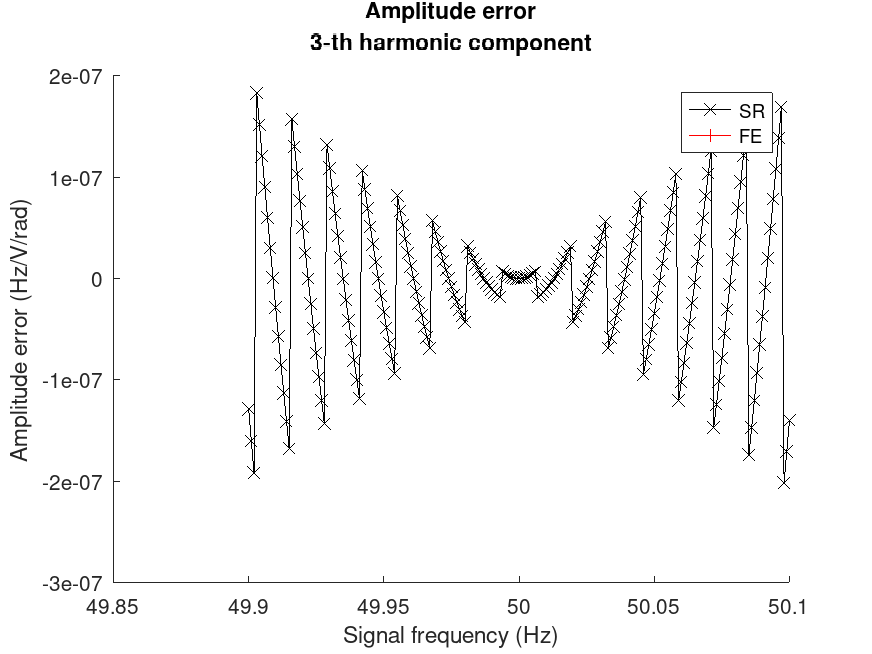 Amplitude error
3-th harmonic component
SR
FE
2e-07
1e-07
0
-1e-07
-2e-07
-3e-07
Amplitude error (Hz/V/rad)
49.85
49.9
49.95
50
50.05
50.1
Signal frequency (Hz)